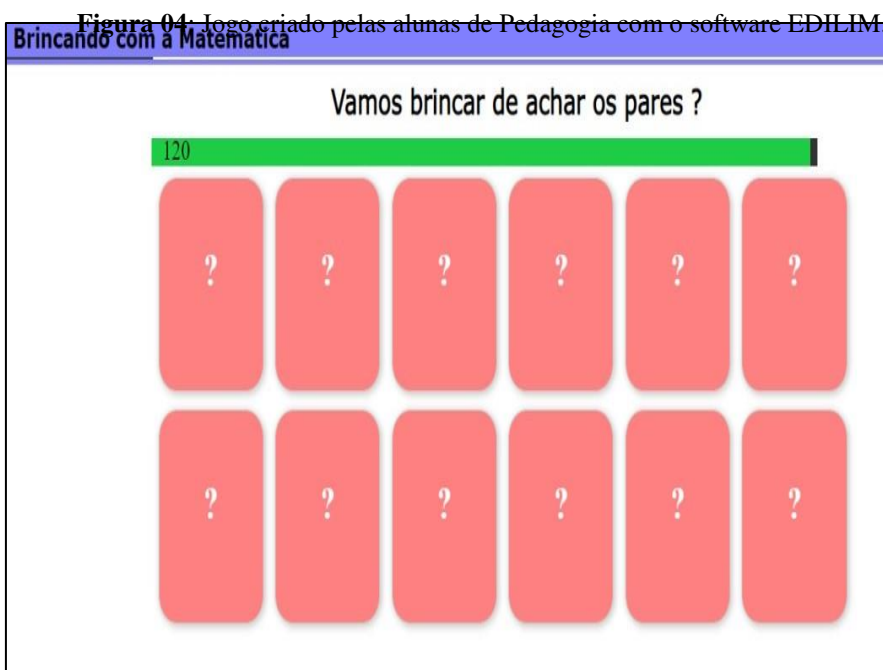 Figura 04: Jogo criado pelas alunas de Pedagogia com o software EDILIM.
Brincando com a Matemática
Vamos brincar de achar os pares ?
120
? ? ? ? ? ?
? ? ? ? ? ?